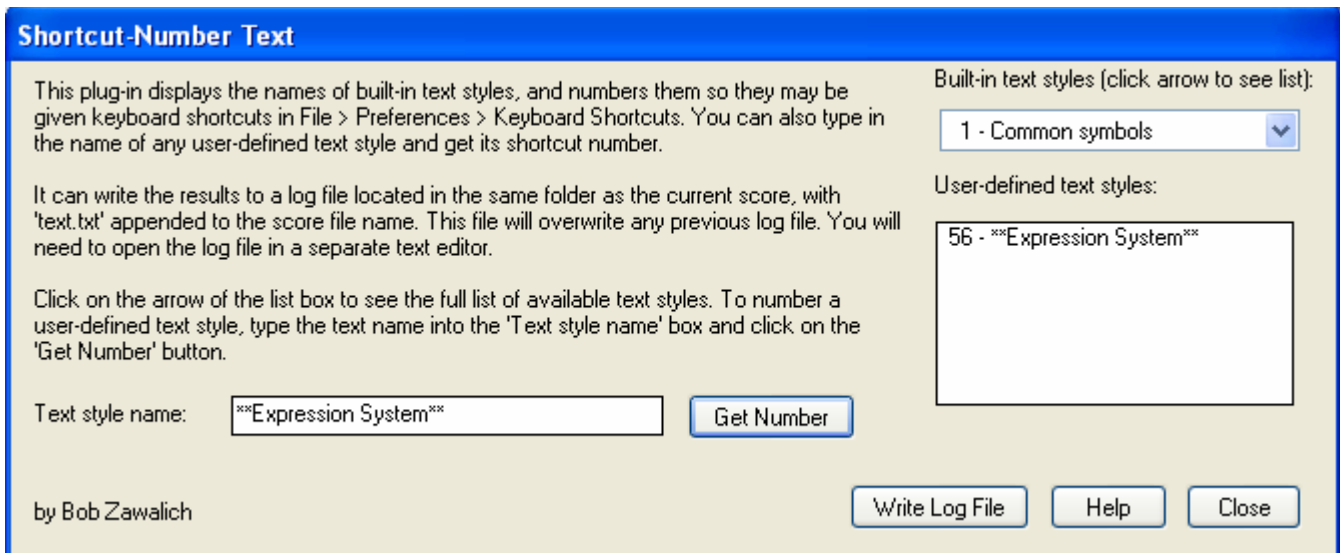 Shortcut-Number Text
This plug-in displays the names of built-in text styles, and numbers them so they may be
given keyboard shortcuts in File > Preferences > Keyboard Shortcuts. You can also type in
the name of any user-defined text style and get its shortcut number.
It can write the results to a log file located in the same folder as the current score, with
'text.txt' appended to the score file name. This file will overwrite any previous log file. You will
need to open the log file in a separate text editor.
Click on the arrow of the list box to see the full list of available text styles. To number a
user-defined text style, type the text name into the 'Text style name' box and click on the
'Get Number' button.
Text style name: **Expression System** Get Number
Built-in text styles (click arrow to see list):
1 - Common symbols
User-defined text styles:
56 - **Expression System**
by Bob Zawalich
Write Log File Help Close